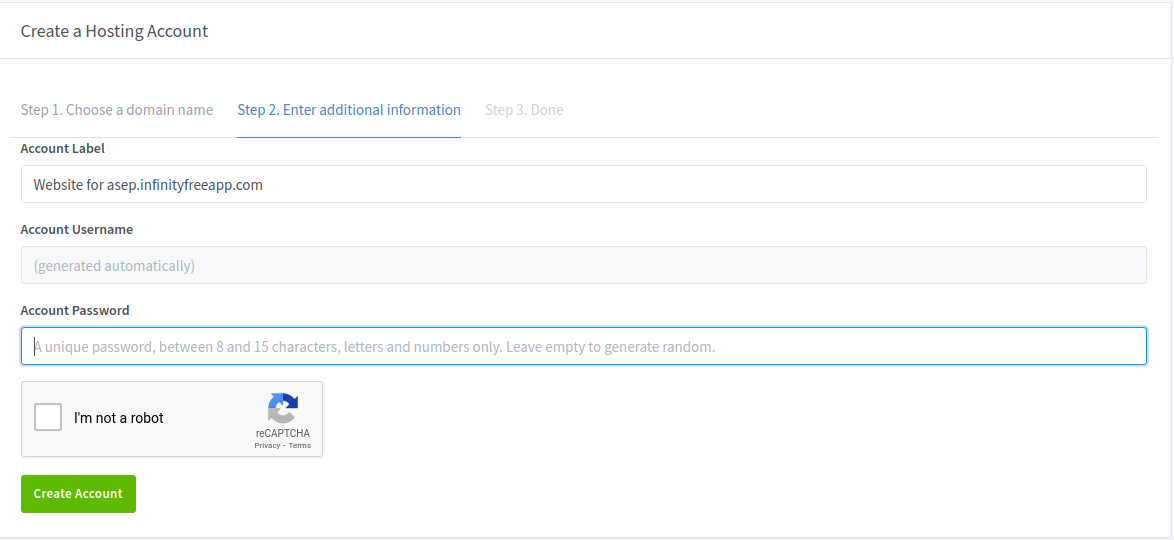 Create a Hosting Account
Step 1. Choose a domain name Step 2. Enter additional information Step 3. Done
Account Label
Website for asep.infinityfreeapp.com
Account Username
(generated automatically)
Account Password
A unique password, between 8 and 15 characters, letters and numbers only. Leave empty to generate random.
I'm not a robot
reCAPTCHA
Privacy - Terms
Create Account